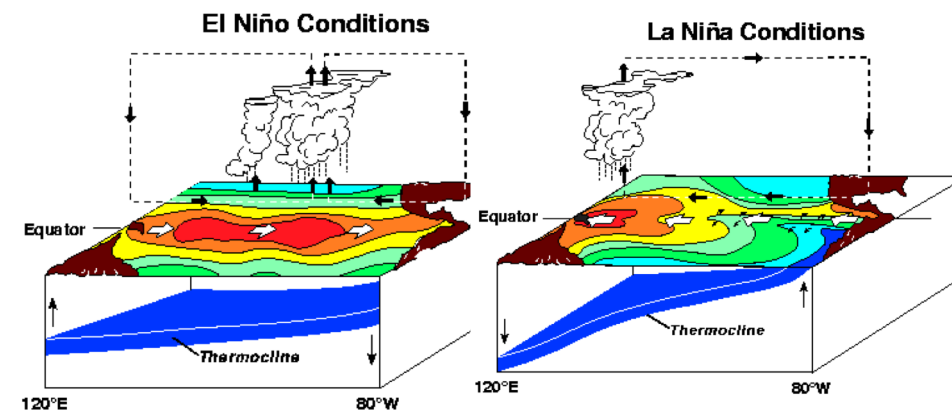 El Niño Conditions
La Niña Conditions
Equator
Equator
Thermocline
Thermocline
120°E
80°W
120°E
80°W